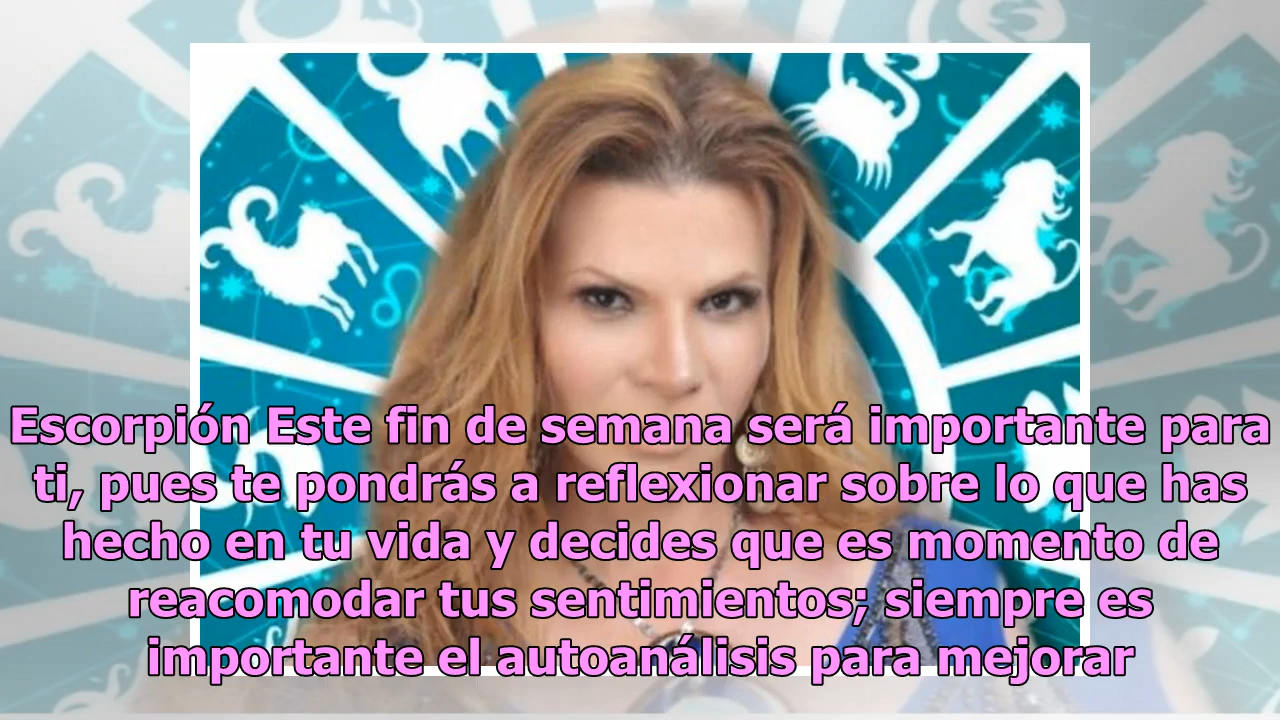 Escorpión Este fin de semana será importante para
ti, pues te pondrás a reflexionar sobre lo que has
hecho en tu vida y decides que es momento de
reacomodar tus sentimientos; siempre es
importante el autoanálisis para mejorar